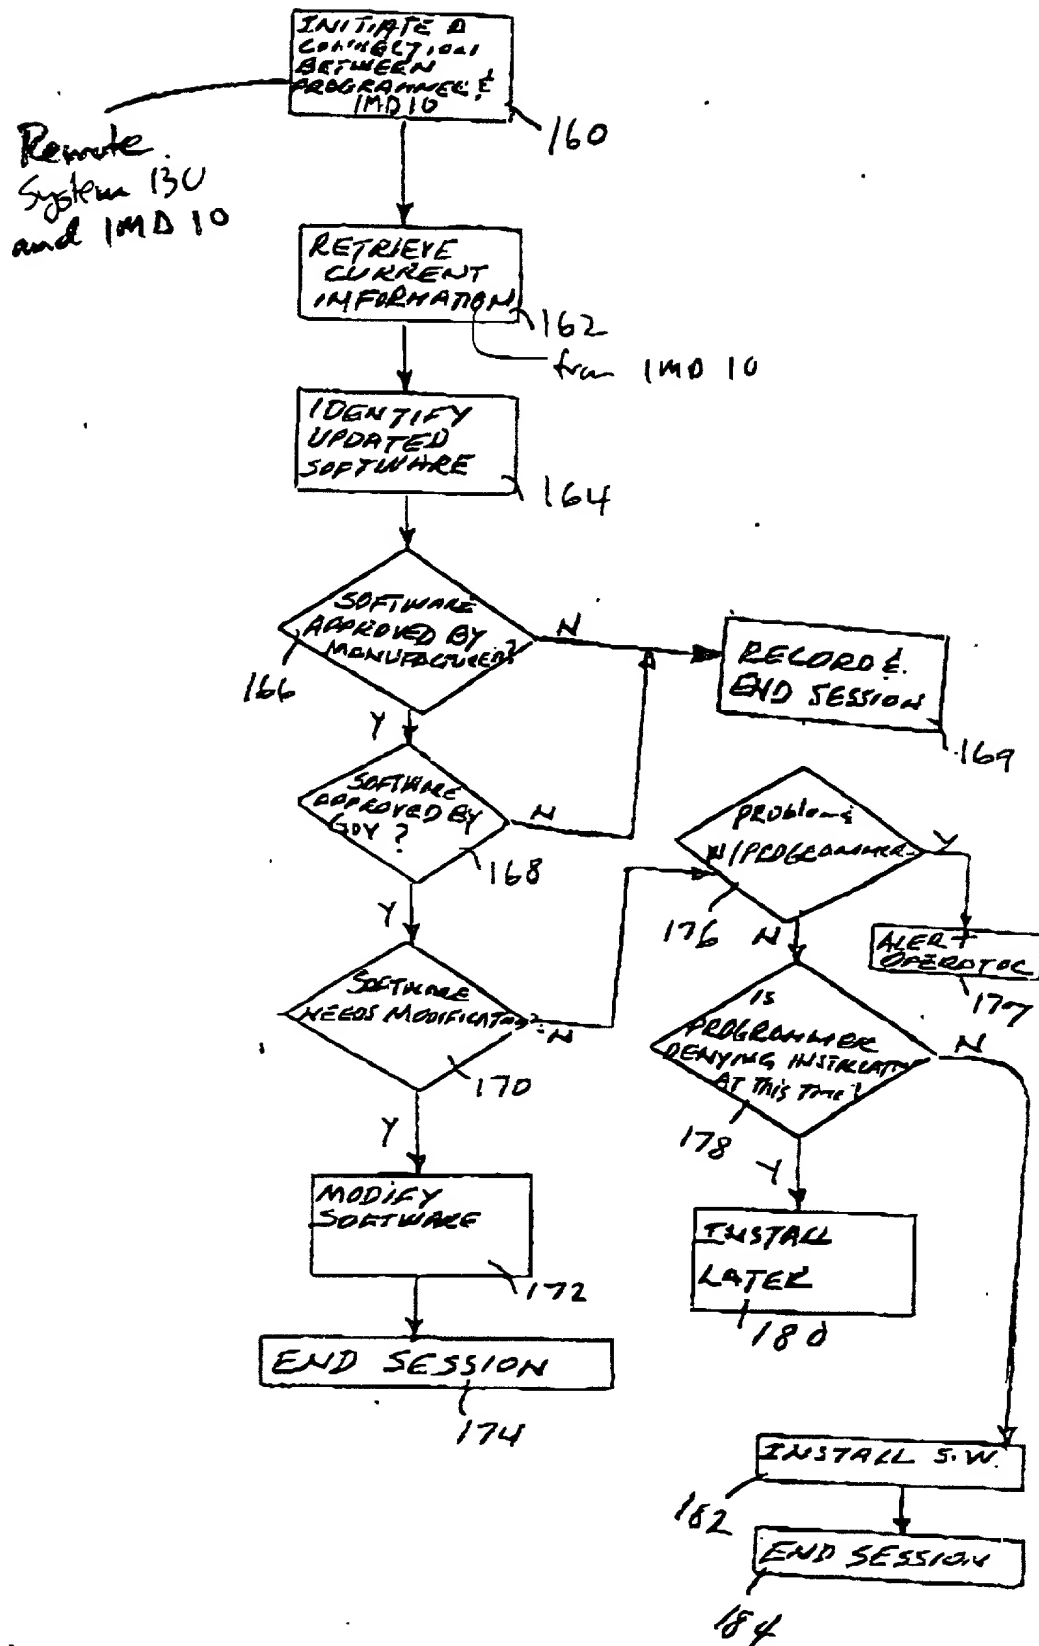 INITIATE A
CONNECTION
BETWEEN
PROGRAMMER &
IMD 10
160
Remote
System 130
and IMD 10
RETRIEVE
CURRENT
INFORMATION
162
from IMD 10
IDENTIFY
UPDATED
SOFTWARE
164
SOFTWARE
APPROVED BY
MANUFACTURER?
166
N
Y
RECORD &
END SESSION
169
SOFTWARE
APPROVED BY
GOV ?
168
N
Y
PROBLEMS
W/PROGRAMMER
176
Y
N
ALERT
OPERATOR
177
SOFTWARE
NEEDS MODIFICATION?
170
N
Y
IS
PROGRAMMER
DENYING INSTALLATION
AT THIS TIME?
178
N
Y
MODIFY
SOFTWARE
172
INSTALL
LATER
180
END SESSION
174
INSTALL S.W.
182
END SESSION
184